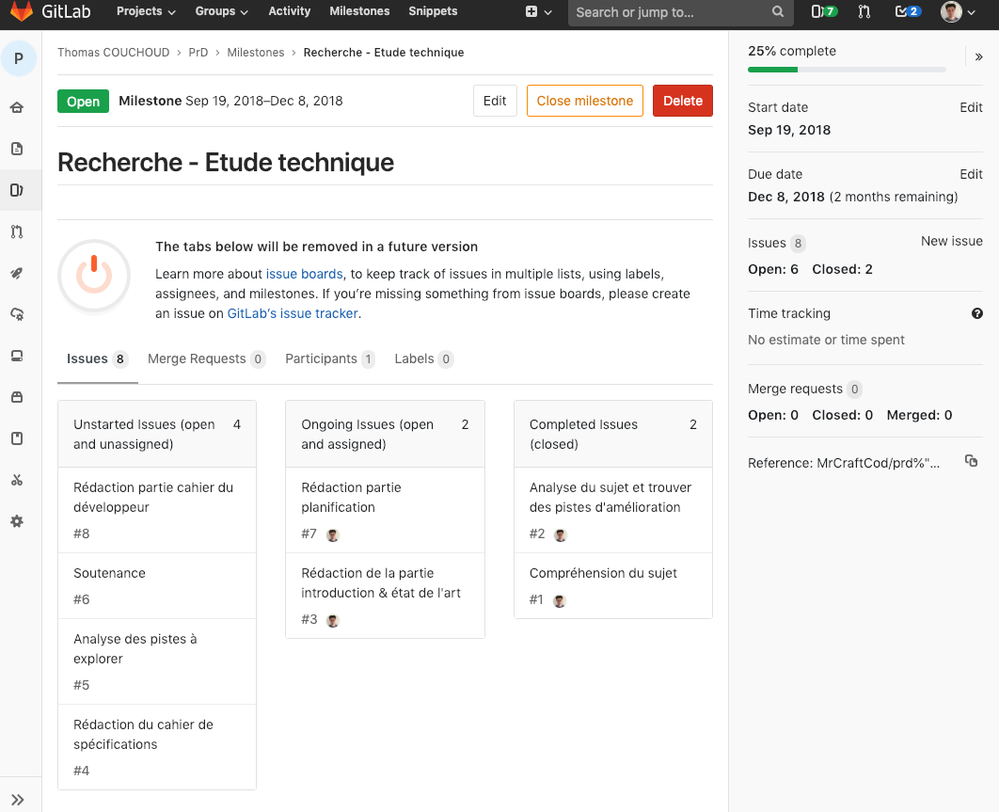 GitLab Projects Groups Activity Milestones Snippets Search or jump to... 7 2
P
Thomas COUCHOUD › PrD › Milestones › Recherche - Etude technique
Open Milestone Sep 19, 2018–Dec 8, 2018 Edit Close milestone Delete
Recherche - Etude technique
The tabs below will be removed in a future version
Learn more about issue boards, to keep track of issues in multiple lists, using labels,
assignees, and milestones. If you're missing something from issue boards, please create
an issue on GitLab's issue tracker.
Issues 8 Merge Requests 0 Participants 1 Labels 0
Unstarted Issues (open
and unassigned)
4
Rédaction partie cahier du
développeur
#8
Soutenance
#6
Analyse des pistes à
explorer
#5
Rédaction du cahier de
spécifications
#4
Ongoing Issues (open
and assigned)
2
Rédaction partie
planification
#7
Rédaction de la partie
introduction & état de l'art
#3
Completed Issues
(closed)
2
Analyse du sujet et trouver
des pistes d'amélioration
#2
Compréhension du sujet
#1
25% complete »
Start date Edit
Sep 19, 2018
Due date Edit
Dec 8, 2018 (2 months remaining)
Issues 8 New issue
Open: 6 Closed: 2
Time tracking ?
No estimate or time spent
Merge requests 0
Open: 0 Closed: 0 Merged: 0
Reference: MrCraftCod/prd%"...